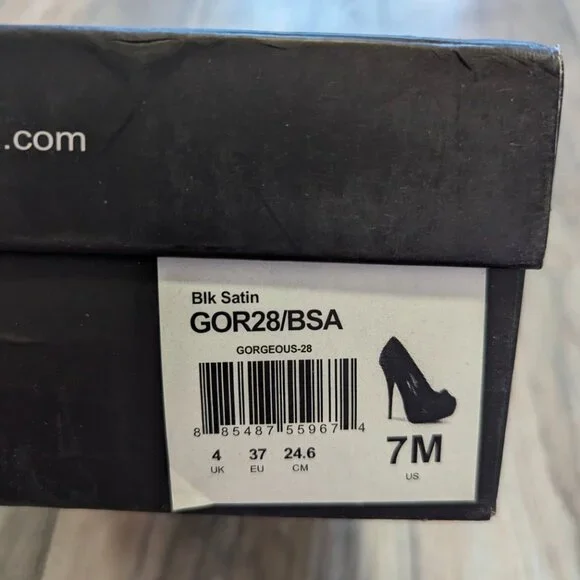 .com
Blk Satin
GOR28/BSA
GORGEOUS-28
8 85487 55967 4
4 37 24.6
UK EU CM
7M
US